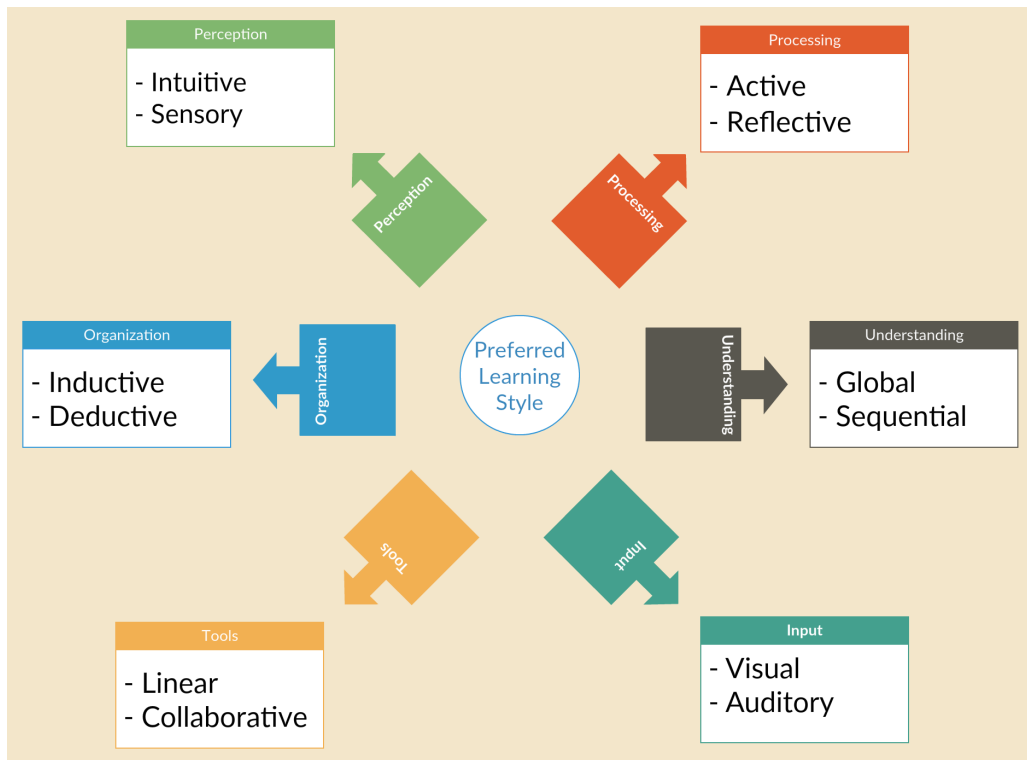 Perception
- Intuitive
- Sensory
Processing
- Active
- Reflective
Perception
Processing
Organization
- Inductive
- Deductive
Organization
Preferred
Learning
Style
Understanding
Understanding
- Global
- Sequential
Tools
Input
Tools
- Linear
- Collaborative
Input
- Visual
- Auditory